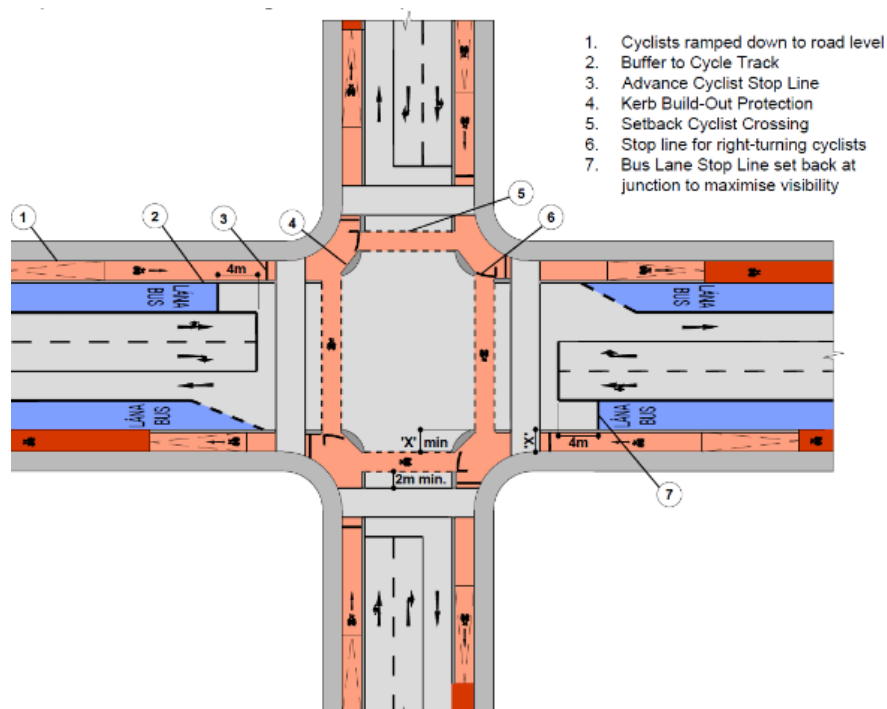 1. Cyclists ramped down to road level
2. Buffer to Cycle Track
3. Advance Cyclist Stop Line
4. Kerb Build-Out Protection
5. Setback Cyclist Crossing
6. Stop line for right-turning cyclists
7. Bus Lane Stop Line set back at
junction to maximise visibility
1
2
3
4
5
6
4m
LÁNA
BUS
LÁNA
BUS
LÁNA
BUS
LÁNA
BUS
'X' min
'X'
4m
2m min.
7